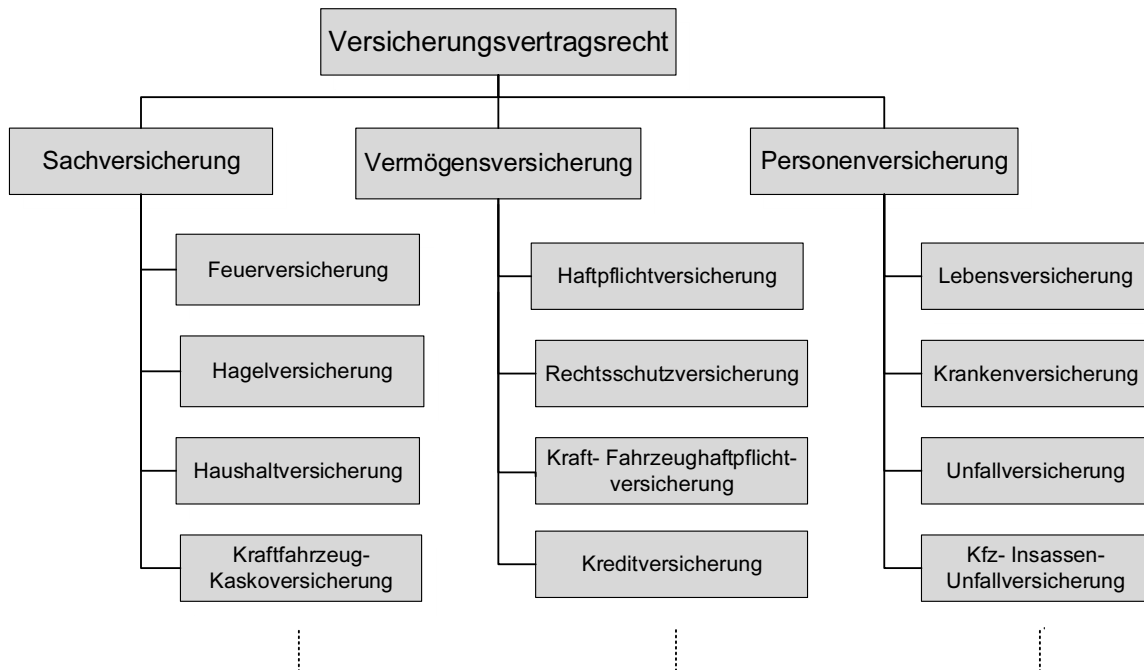 Versicherungsvertragsrecht
Sachversicherung
Vermögensversicherung
Personenversicherung
Feuerversicherung
Hagelversicherung
Haushaltversicherung
Kraftfahrzeug-
Kaskoversicherung
Haftpflichtversicherung
Rechtsschutzversicherung
Kraft- Fahrzeughaftpflicht-
versicherung
Kreditversicherung
Lebensversicherung
Krankenversicherung
Unfallversicherung
Kfz- Insassen-
Unfallversicherung